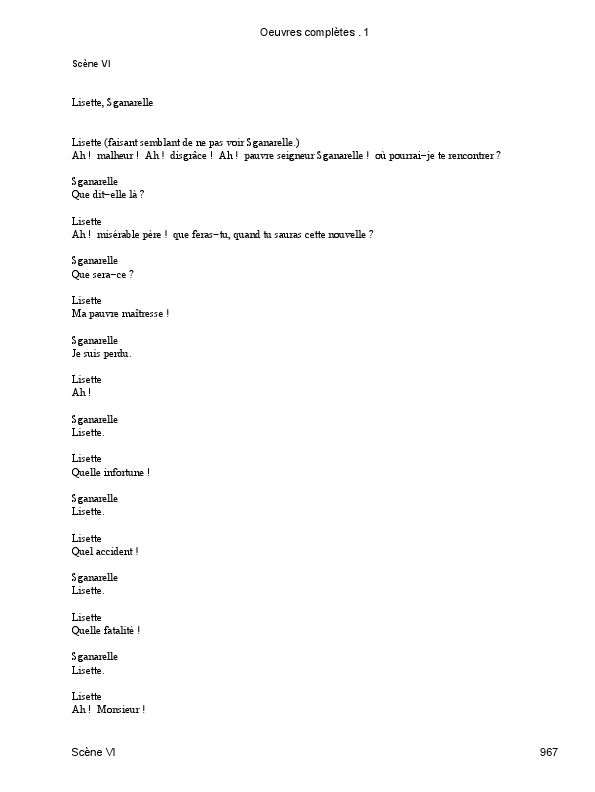 Oeuvres complètes . 1
Scène VI
Lisette, Sganarelle
Lisette (faisant semblant de ne pas voir Sganarelle.)
Ah ! malheur ! Ah ! disgrâce ! Ah ! pauvre seigneur Sganarelle ! où pourrai−je te rencontrer ?
Sganarelle
Que dit−elle là ?
Lisette
Ah ! misérable père ! que feras−tu, quand tu sauras cette nouvelle ?
Sganarelle
Que sera−ce ?
Lisette
Ma pauvre maîtresse !
Sganarelle
Je suis perdu.
Lisette
Ah !
Sganarelle
Lisette.
Lisette
Quelle infortune !
Sganarelle
Lisette.
Lisette
Quel accident !
Sganarelle
Lisette.
Lisette
Quelle fatalité !
Sganarelle
Lisette.
Lisette
Ah ! Monsieur !
Scène VI 967